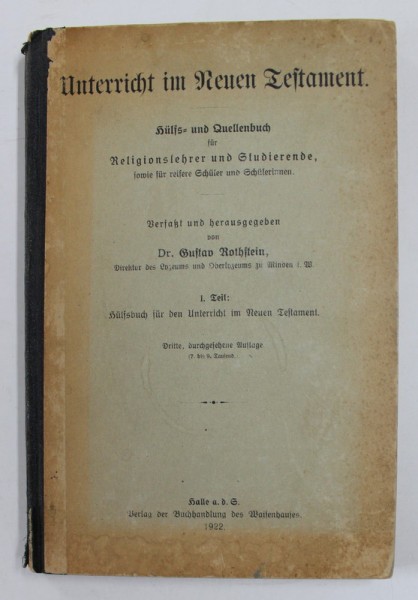 Unterricht im Neuen Testament.
Hülfs- und Quellenbuch
für
Religionslehrer und Studierende,
sowie für reifere Schüler und Schülerinnen.
Verfaßt und herausgegeben
von
Dr. Gustav Rothstein,
Direktor des Lyzeums und Oberlyzeums zu Minden i. W.
I. Teil:
Hülfsbuch für den Unterricht im Neuen Testament.
Dritte, durchgesehene Auflage
Halle a. d. S.
Verlag der Buchhandlung des Waisenhauses.
1922.